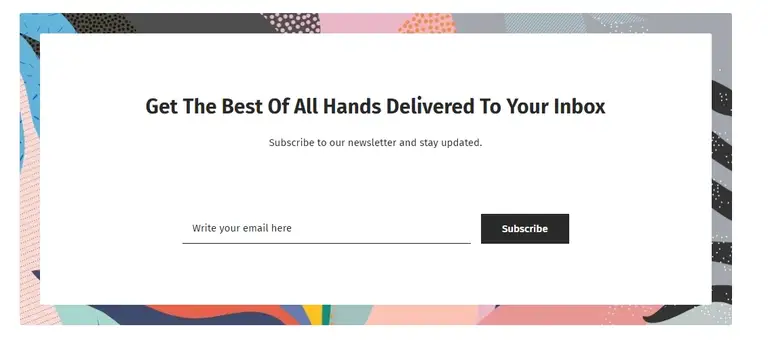 Get The Best Of All Hands Delivered To Your Inbox
Subscribe to our newsletter and stay updated.
Write your email here
Subscribe